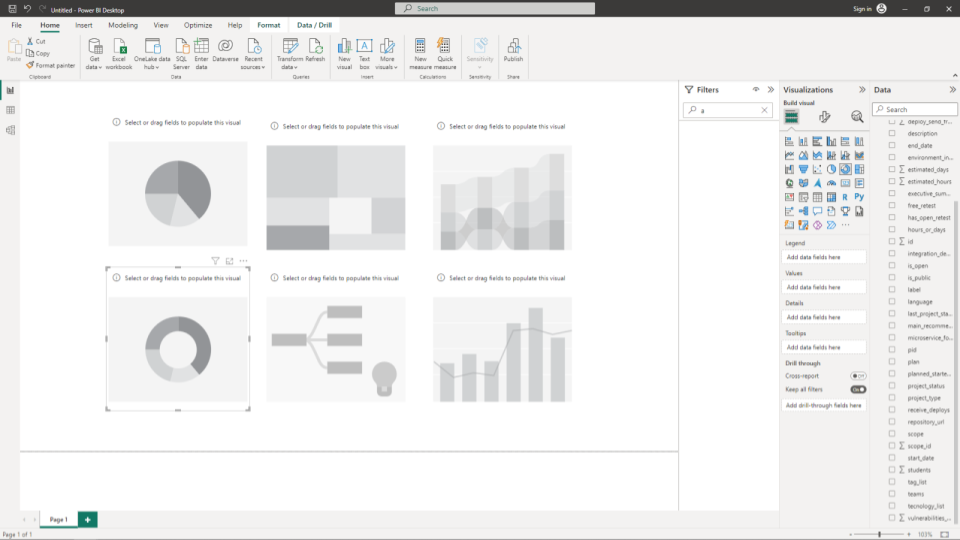 Untitled - Power BI Desktop
Search
Sign in
File
Home
Insert
Modeling
View
Optimize
Help
Format
Data / Drill
Paste
Cut
Copy
Format painter
Clipboard
Get data
Excel workbook
OneLake data hub
SQL Server
Enter data
Dataverse
Recent sources
Data
Transform data
Refresh
Queries
New visual
Text box
More visuals
Insert
New measure
Quick measure
Calculations
Sensitivity
Sensitivity
Publish
Share
Select or drag fields to populate this visual
Select or drag fields to populate this visual
Select or drag fields to populate this visual
Select or drag fields to populate this visual
Select or drag fields to populate this visual
Select or drag fields to populate this visual
Filters
a
Visualizations
Build visual
R
Py
Legend
Add data fields here
Values
Add data fields here
Details
Add data fields here
Tooltips
Add data fields here
Drill through
Cross-report
Off
Keep all filters
On
Add drill-through fields here
Data
Search
deploy_send_tr...
description
end_date
environment_in...
estimated_days
estimated_hours
executive_sum...
free_retest
has_open_retest
hours_or_days
id
integration_de...
is_open
is_public
label
language
last_project_sta...
main_recomme...
microservice_fo...
pid
plan
planned_starte...
project_status
project_type
receive_deploys
repository_url
scope
scope_id
start_date
students
tag_list
teams
tecnology_list
vulnerabilities_...
Page 1
Page 1 of 1
103%